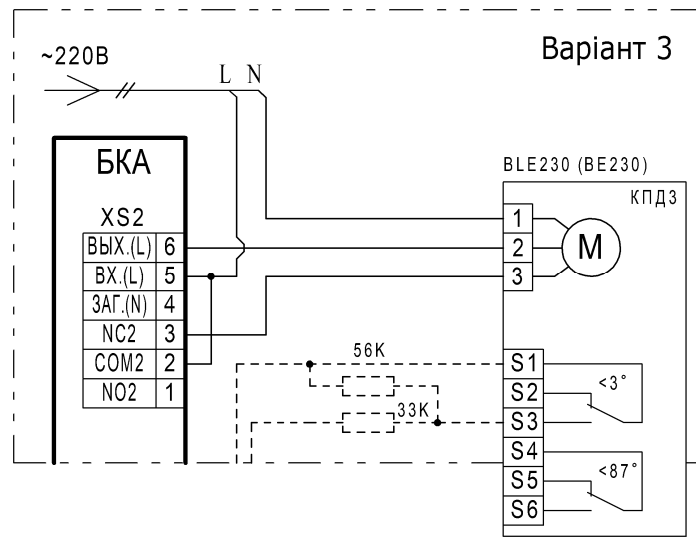 ~220В
L N
Варіант 3
БКА
BLE230 (BE230)
КПД3
XS2
ВЫХ.(L) 6
ВХ.(L) 5
ЗАГ.(N) 4
NC2 3
COM2 2
NO2 1
1
2
3
M
56K
33K
S1
S2
S3
S4
S5
S6
<3°
<87°